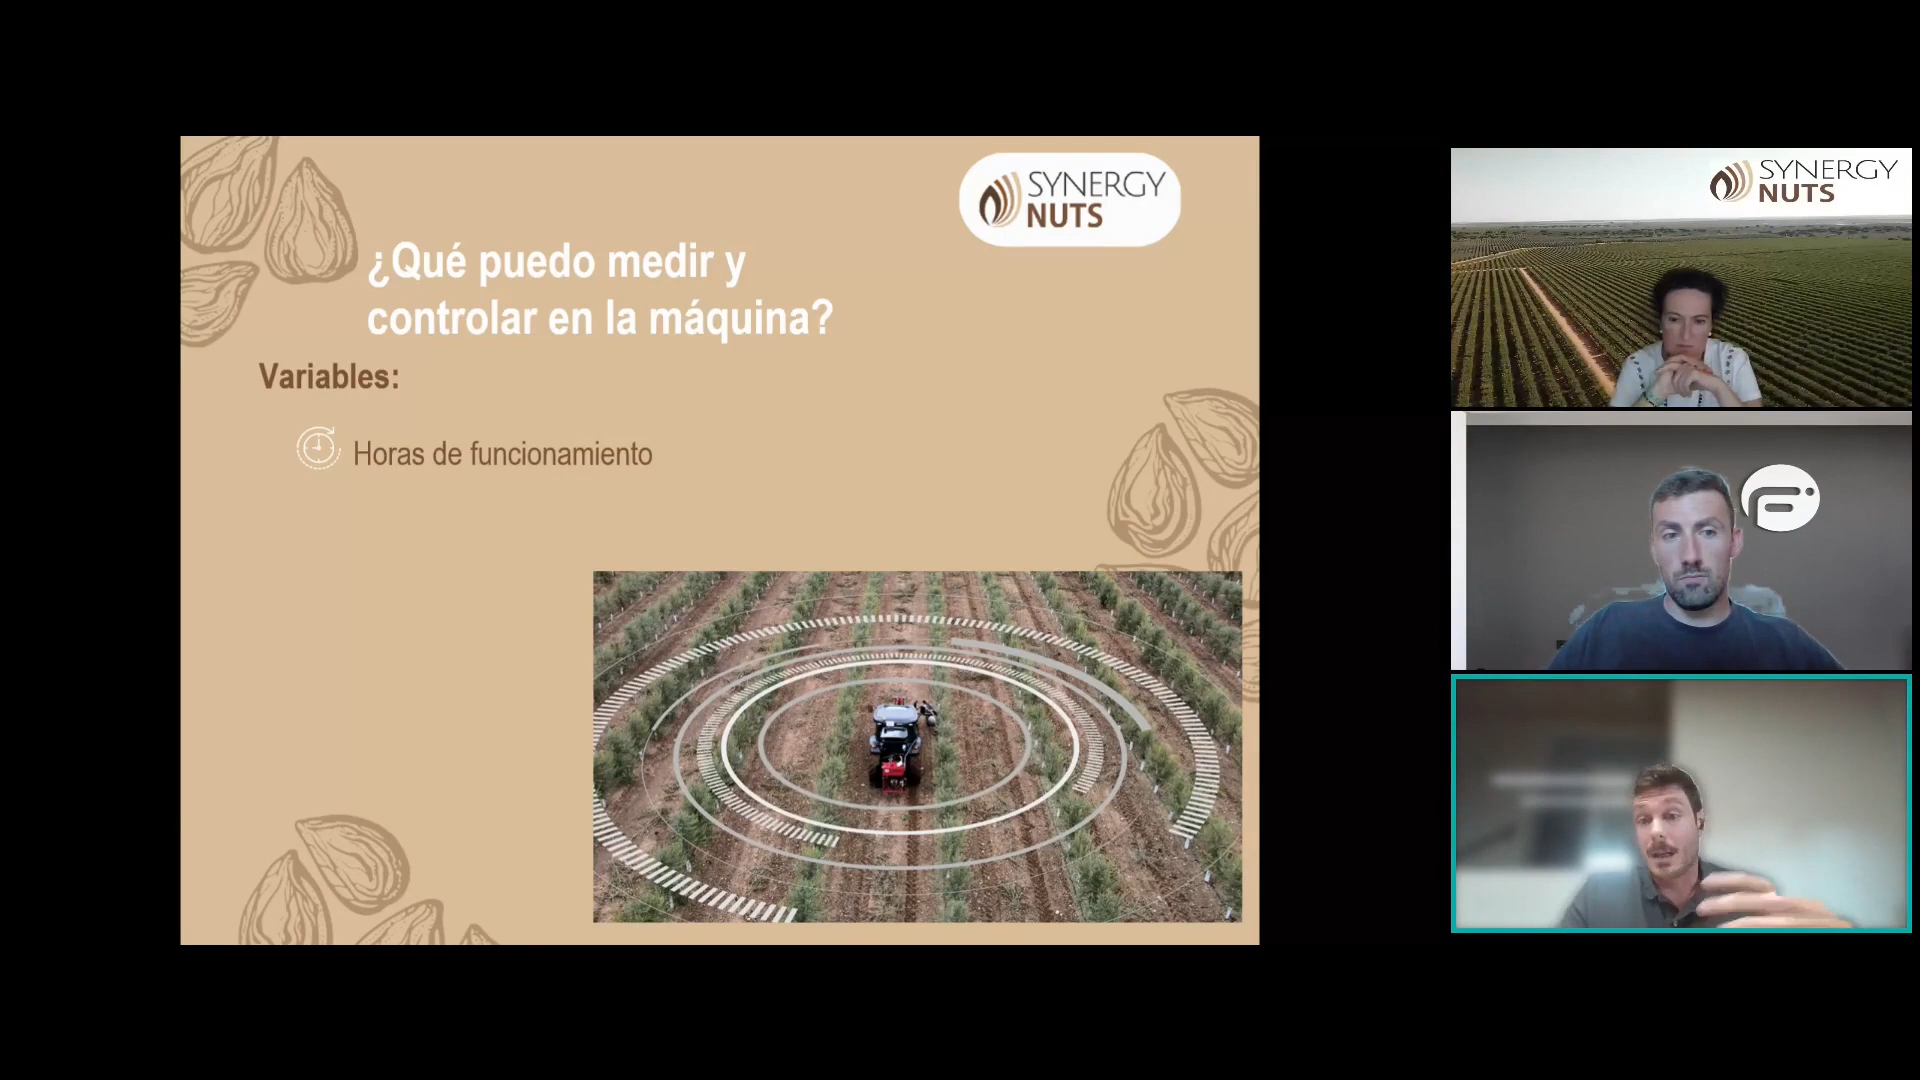 SYNERGY
NUTS
¿Qué puedo medir y
controlar en la máquina?
Variables:
Horas de funcionamiento
SYNERGY
NUTS